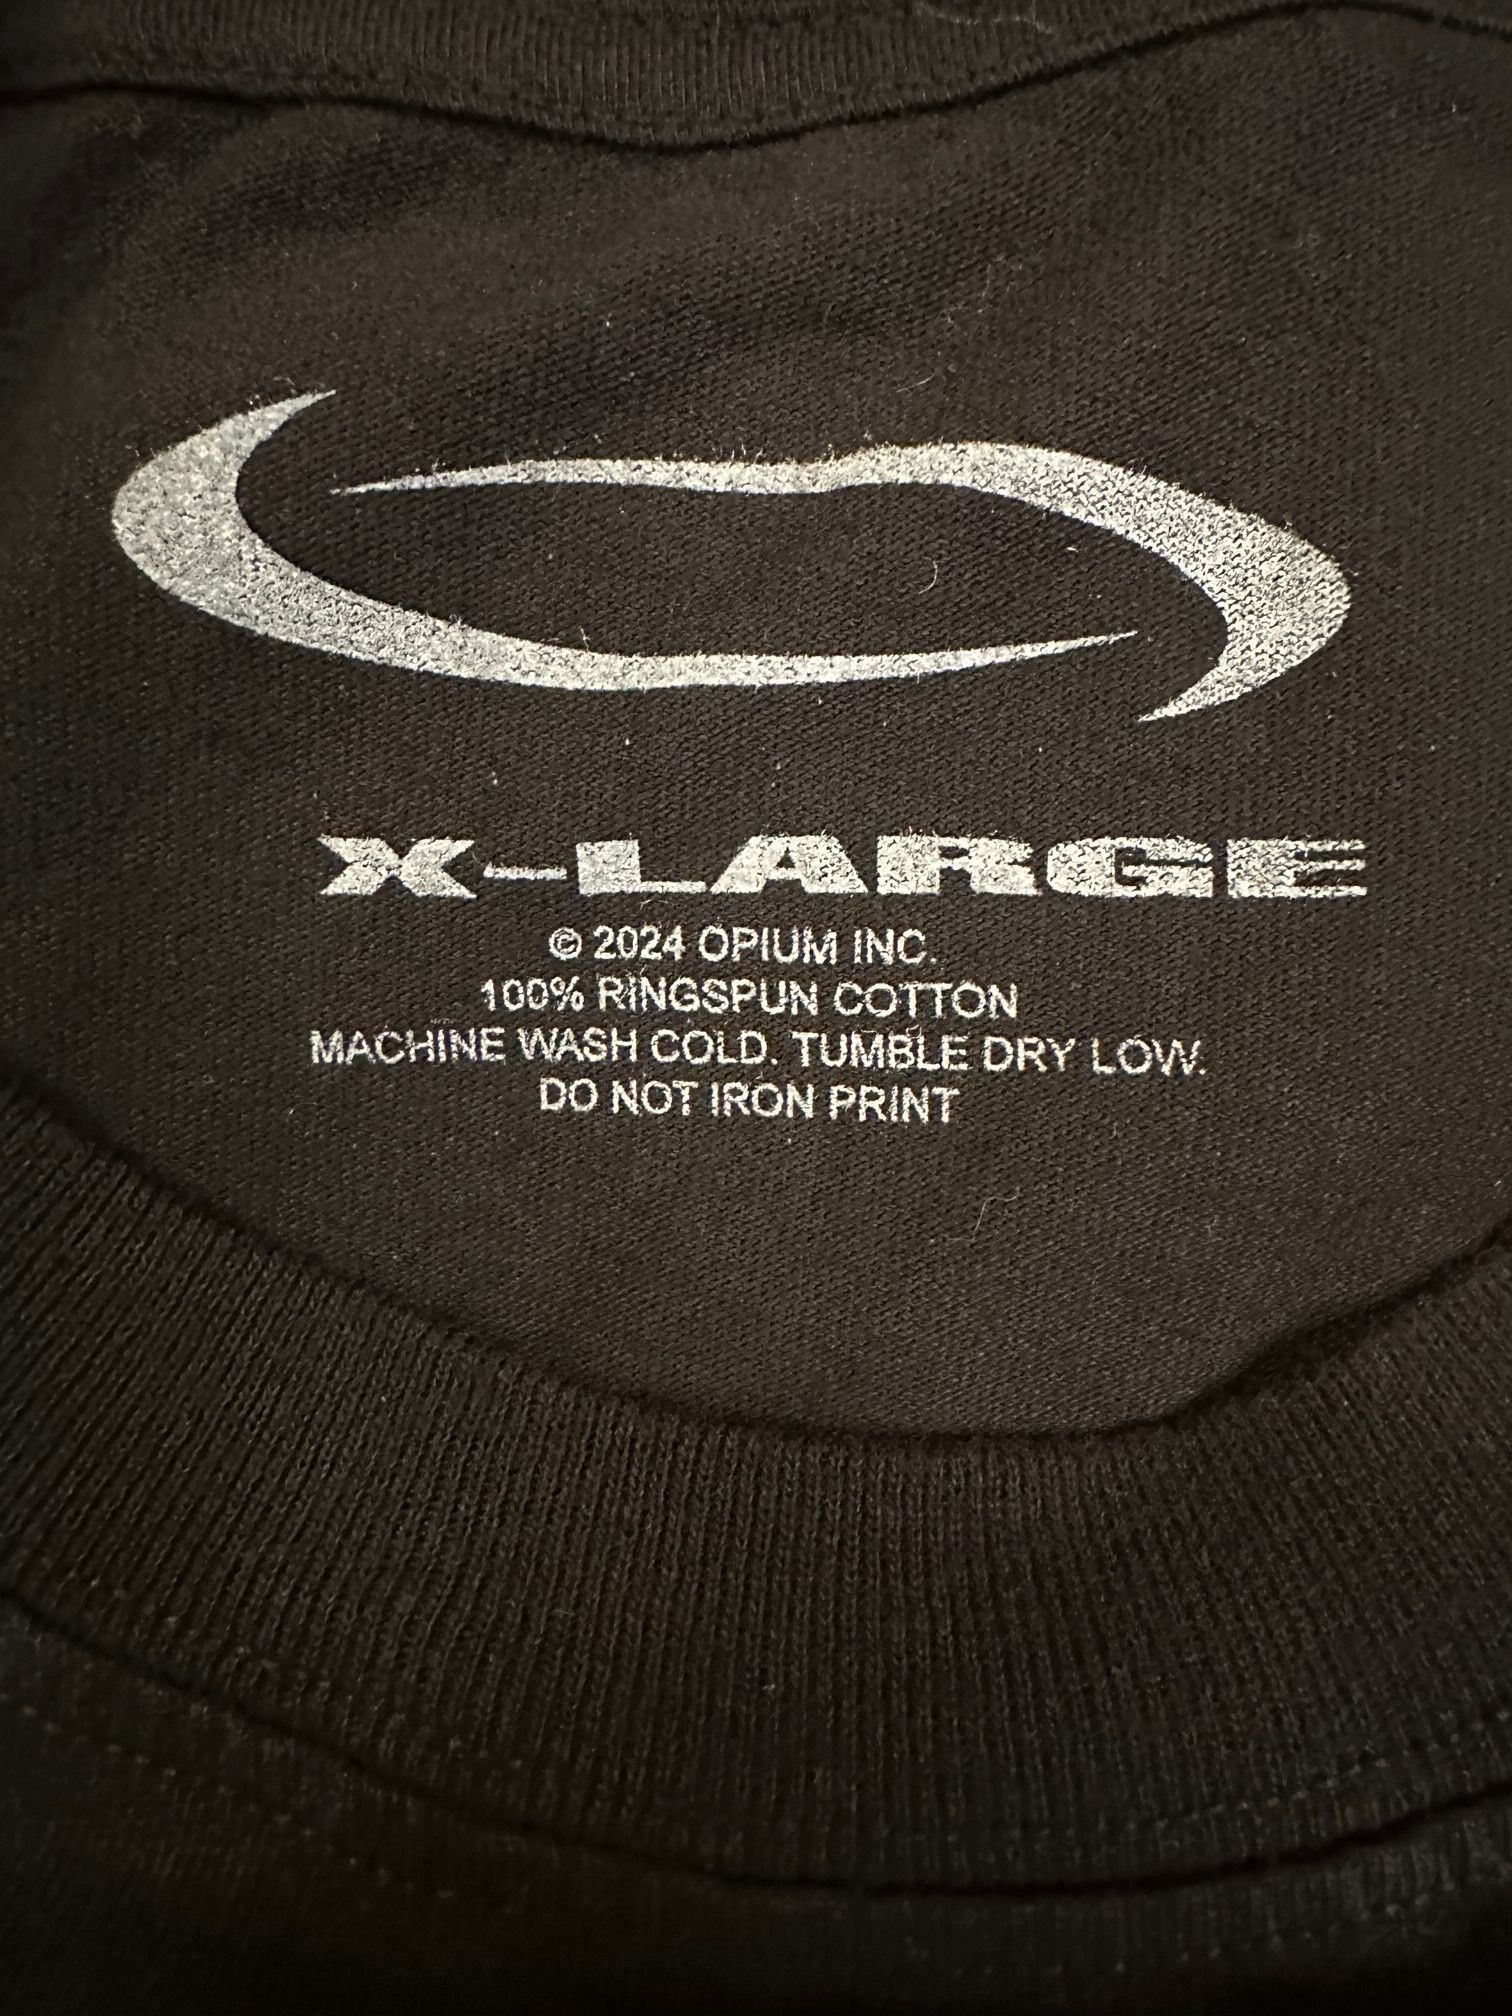 X-LARGE
© 2024 OPIUM INC.
100% RINGSPUN COTTON
MACHINE WASH COLD. TUMBLE DRY LOW.
DO NOT IRON PRINT